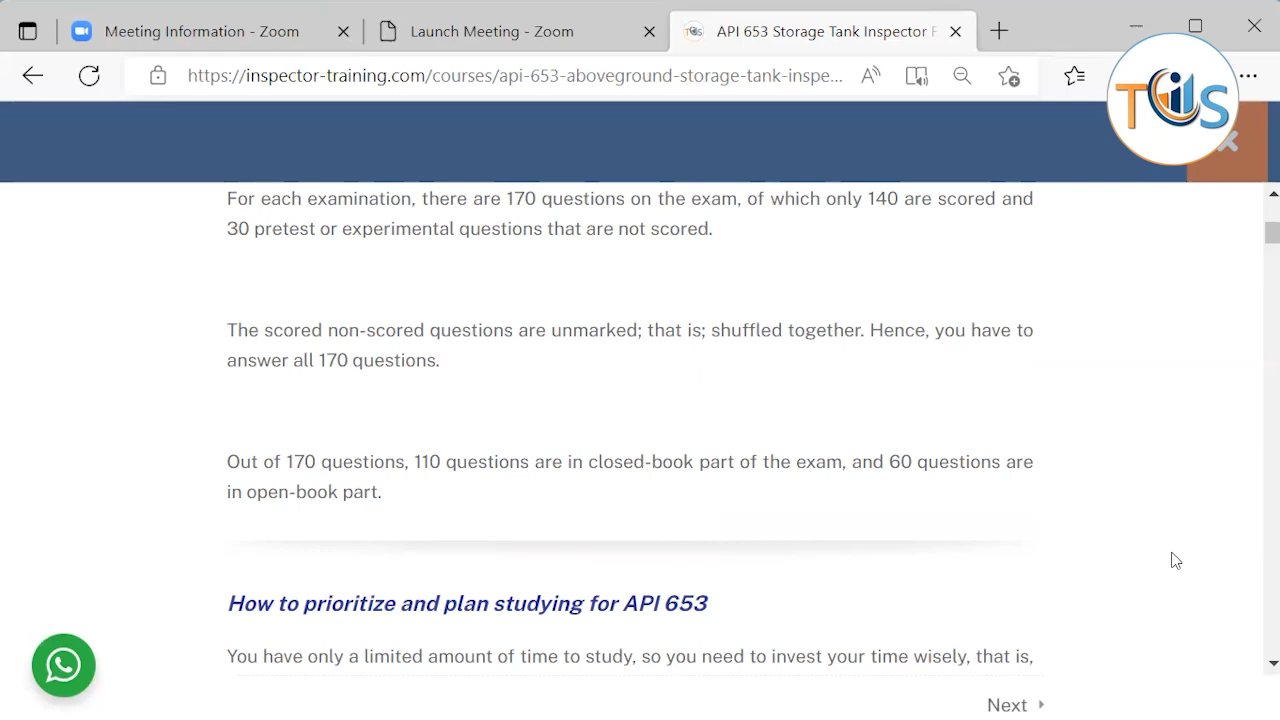 Meeting Information - Zoom
Launch Meeting - Zoom
API 653 Storage Tank Inspector
https://inspector-training.com/courses/api-653-aboveground-storage-tank-inspe...
TIS
For each examination, there are 170 questions on the exam, of which only 140 are scored and
30 pretest or experimental questions that are not scored.
The scored non-scored questions are unmarked; that is; shuffled together. Hence, you have to
answer all 170 questions.
Out of 170 questions, 110 questions are in closed-book part of the exam, and 60 questions are
in open-book part.
How to prioritize and plan studying for API 653
You have only a limited amount of time to study, so you need to invest your time wisely, that is,
Next